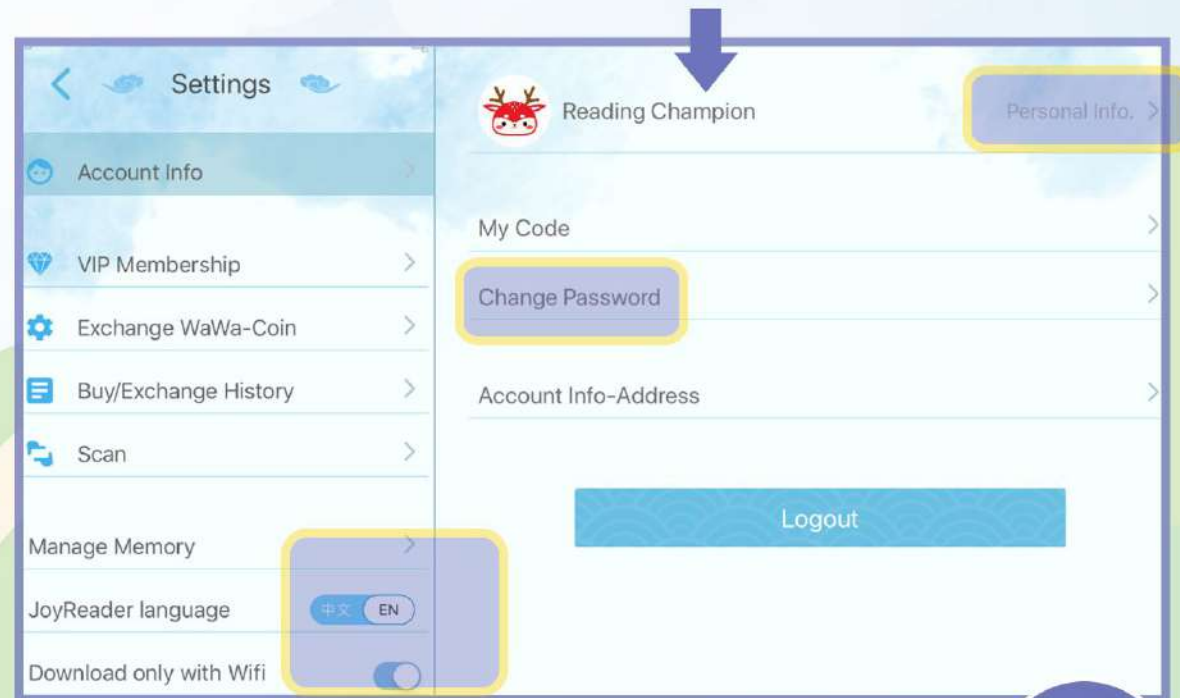 Settings
Account Info
VIP Membership
Exchange WaWa-Coin
Buy/Exchange History
Scan
Manage Memory
JoyReader language 中文 EN
Download only with Wifi
Reading Champion Personal Info.
My Code
Change Password
Account Info-Address
Logout